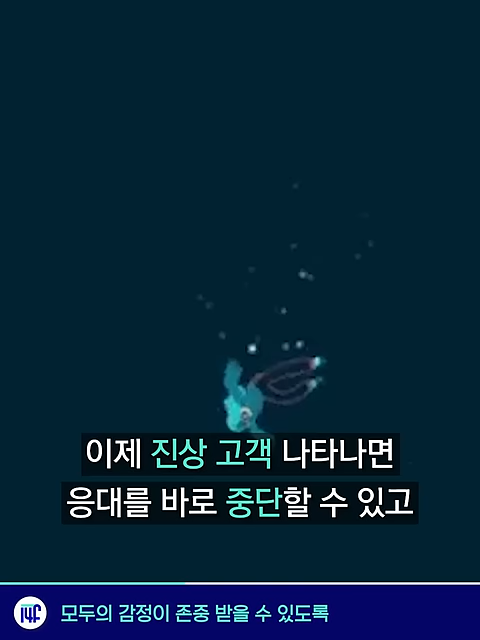 이제 진상 고객 나타나면
응대를 바로 중단할 수 있고
14F
모두의 감정이 존중 받을 수 있도록